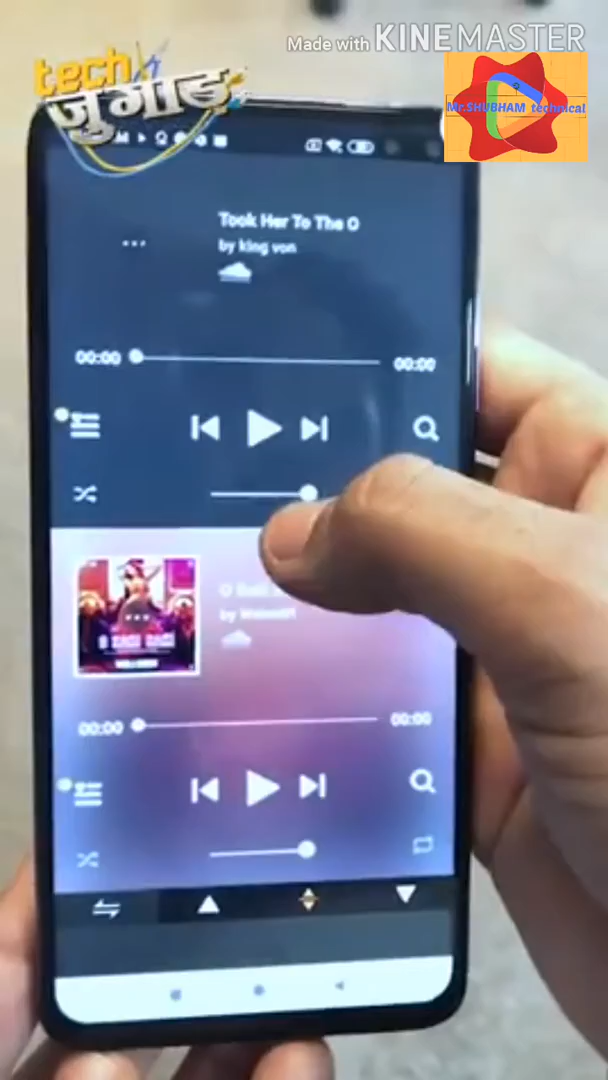 Made with KINEMASTER
tech
जुगाड़
Mr.SHUBHAM technical
Took Her To The O
by king von
00:00
00:00
by
00:00
00:00